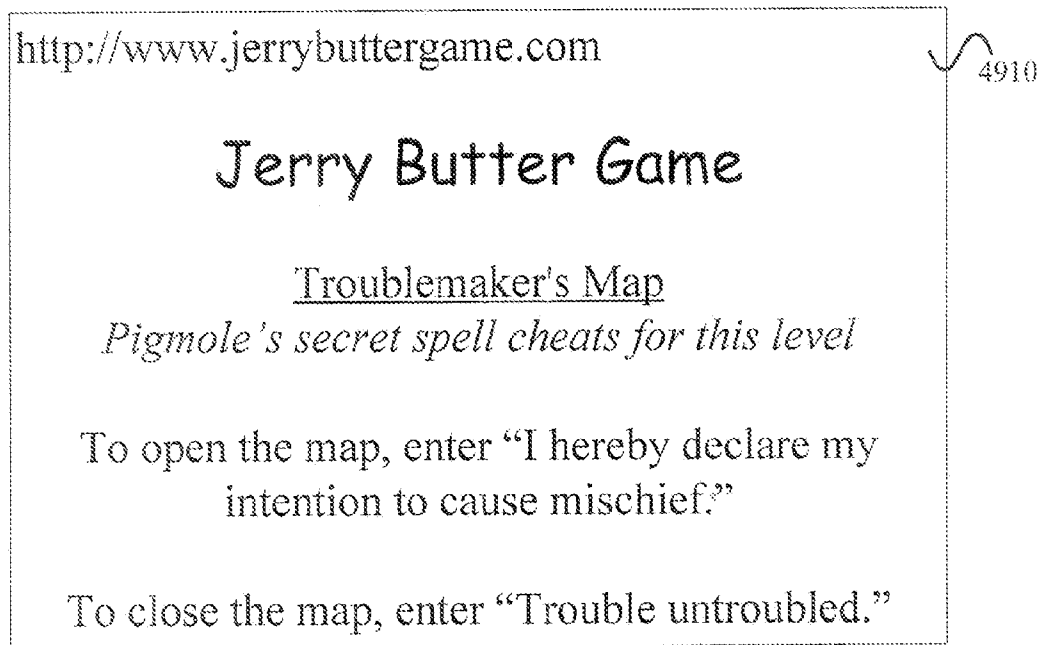 http://www.jerrybuttergame.com
4910
Jerry Butter Game
Troublemaker's Map
Pigmole's secret spell cheats for this level
To open the map, enter “I hereby declare my
intention to cause mischief.”
To close the map, enter “Trouble untroubled.”